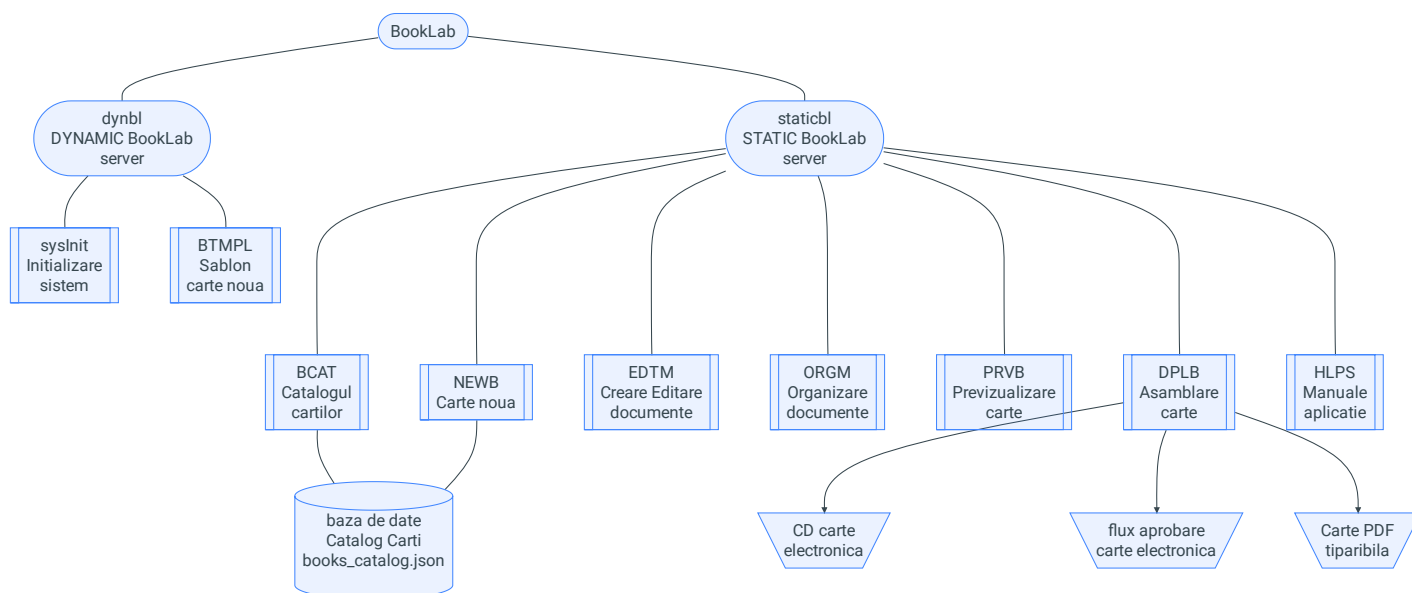 BookLab
dynbl
DYNAMIC BookLab
server
staticbl
STATIC BookLab
server
sysInit
Initializare
sistem
BTMPL
Sablon
carte noua
BCAT
Catalogul
cartilor
NEWB
Carte noua
EDTM
Creare Editare
documente
ORGM
Organizare
documente
PRVB
Previzualizare
carte
DPLB
Asamblare
carte
HLPS
Manuale
aplicatie
baza de date
Catalog Carti
books_catalog.json
CD carte
electronica
flux aprobare
carte electronica
Carte PDF
tiparibila